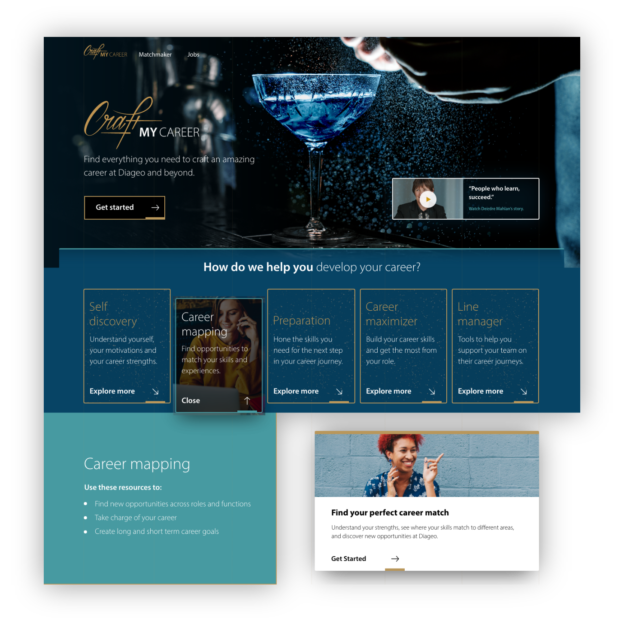 Craft MY CAREER
Matchmaker
Jobs
Craft MY CAREER
Find everything you need to craft an amazing
career at Diageo and beyond.
Get started
"People who learn,
succeed."
Watch Deirdre Mahlan's story
How do we help you develop your career?
Self
discovery
Understand yourself,
your motivations and
your career strengths.
Explore more
Career
mapping
Find opportunities to
match your skills and
experiences.
Close
Preparation
Hone the skills you
need for the next step
in your career journey.
Explore more
Career
maximizer
Build your career skills
and get the most from
your role.
Explore more
Line
manager
Tools to help you
support your team on
their career journeys.
Explore more
Career mapping
Use these resources to:
Find new opportunities across roles and functions
Take charge of your career
Create long and short term career goals
Find your perfect career match
Understand your strengths, see where your skills match to different areas,
and discover new opportunities at Diageo.
Get Started